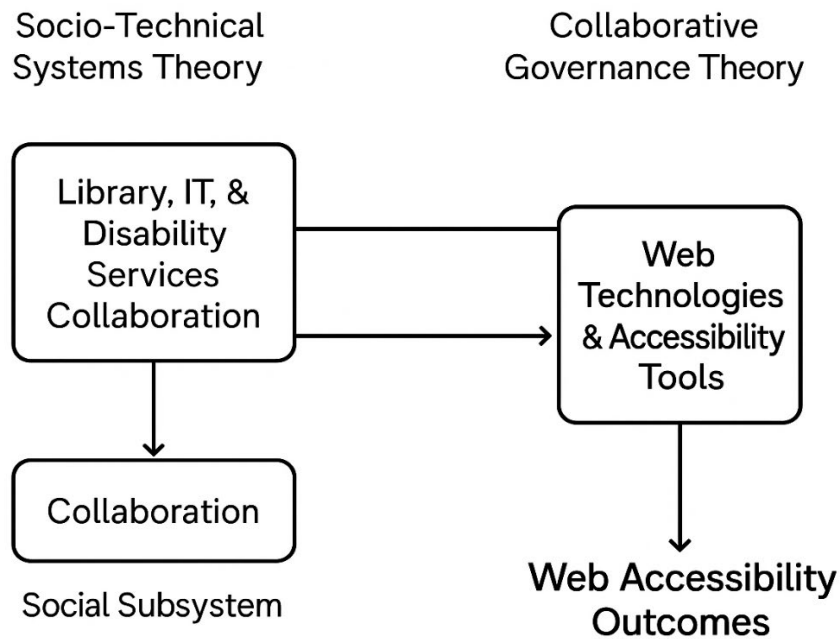 Socio-Technical
Systems Theory
Collaborative
Governance Theory
Library, IT, &
Disability
Services
Collaboration
Web
Technologies
& Accessibility
Tools
Collaboration
Social Subsystem
Web Accessibility
Outcomes